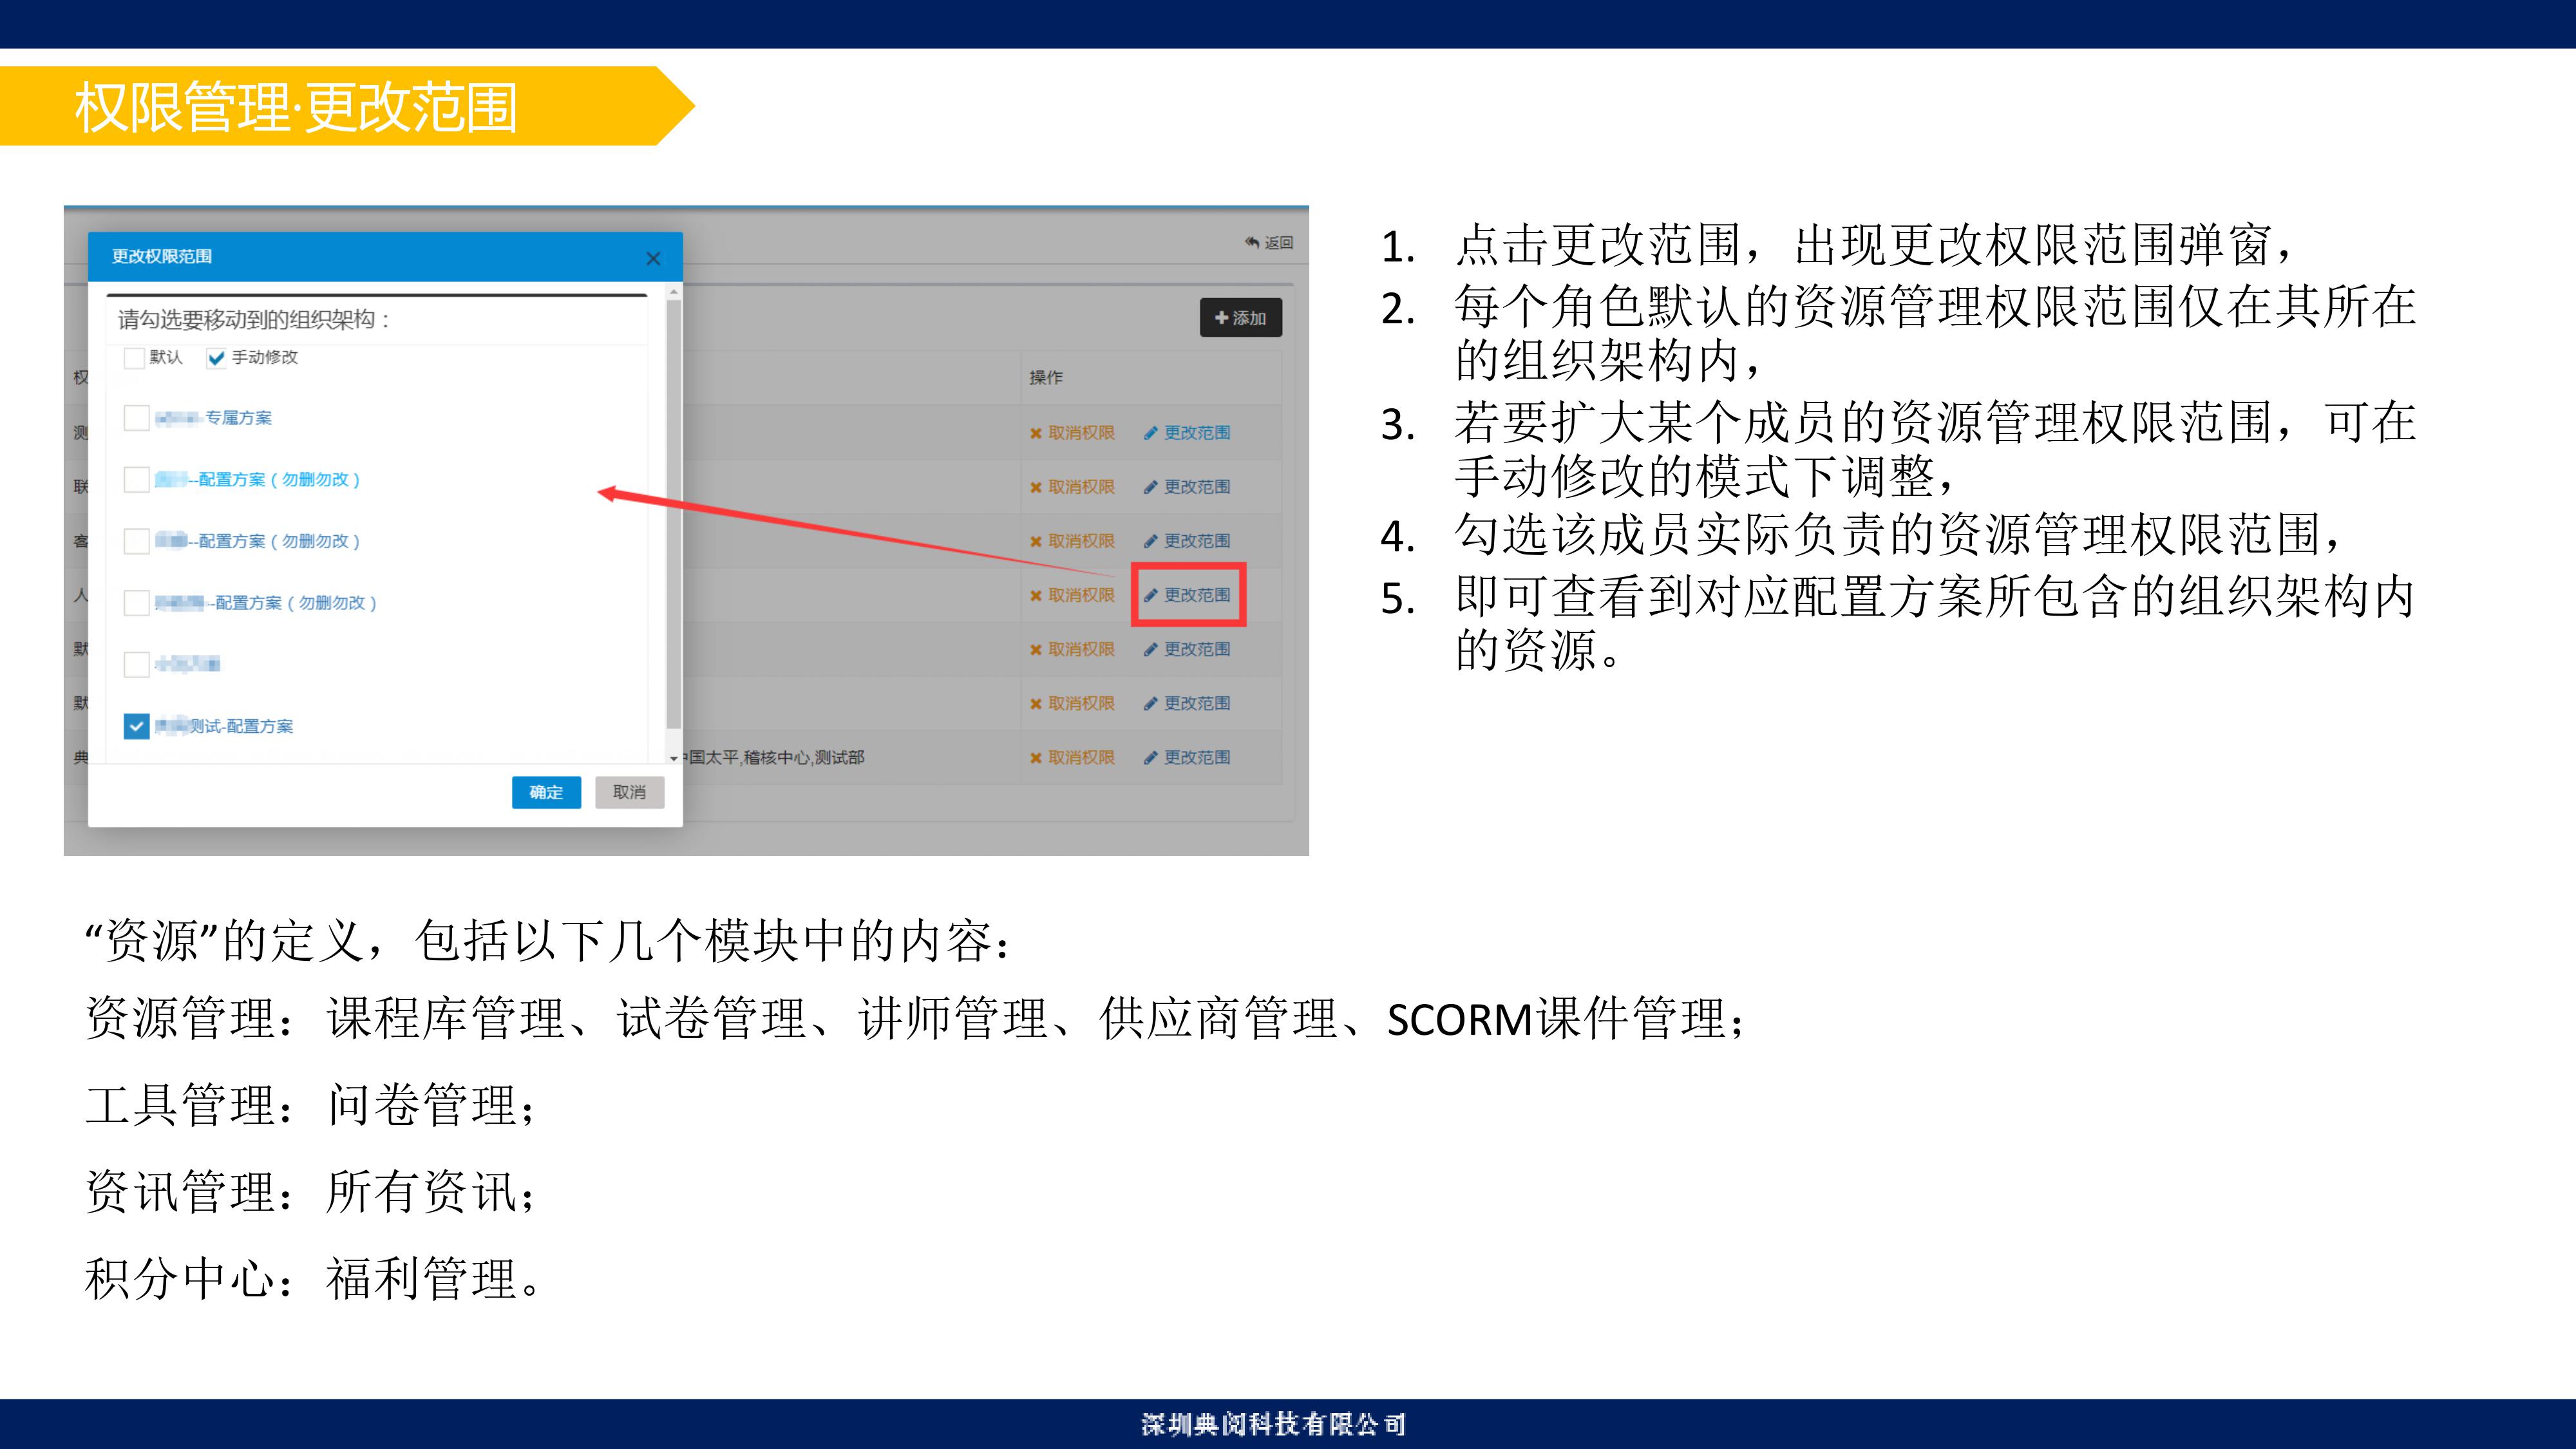 权限管理·更改范围
更改权限范围
返回
请勾选要移动到的组织架构：
添加
默认 手动修改
权
操作
专属方案
测
取消权限 更改范围
--配置方案（勿删勿改）
联
取消权限 更改范围
--配置方案（勿删勿改）
客
取消权限 更改范围
--配置方案（勿删勿改）
人
取消权限 更改范围
默
取消权限 更改范围
测试-配置方案
默
取消权限 更改范围
典
中国太平,稽核中心,测试部
取消权限 更改范围
确定 取消
1. 点击更改范围，出现更改权限范围弹窗，
2. 每个角色默认的资源管理权限范围仅在其所在
的组织架构内，
3. 若要扩大某个成员的资源管理权限范围，可在
手动修改的模式下调整，
4. 勾选该成员实际负责的资源管理权限范围，
5. 即可查看到对应配置方案所包含的组织架构内
的资源。
“资源”的定义，包括以下几个模块中的内容：
资源管理：课程库管理、试卷管理、讲师管理、供应商管理、SCORM课件管理；
工具管理：问卷管理；
资讯管理：所有资讯；
积分中心：福利管理。
深圳典阅科技有限公司